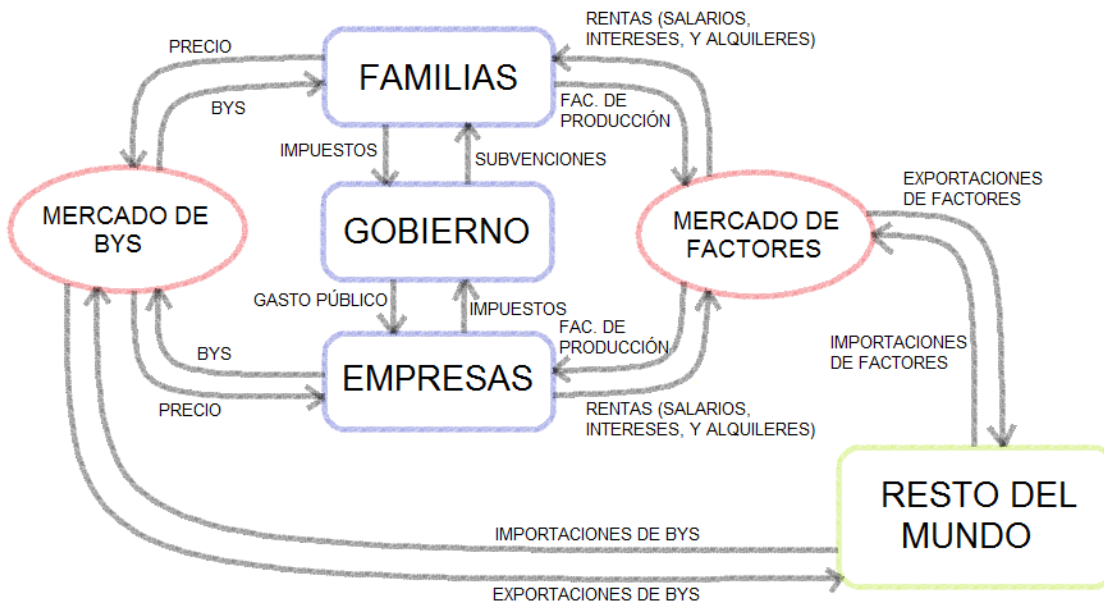 RENTAS (SALARIOS,
INTERESES, Y ALQUILERES)
PRECIO
FAMILIAS
BYS
FAC. DE
PRODUCCIÓN
IMPUESTOS
SUBVENCIONES
EXPORTACIONES
DE FACTORES
MERCADO DE
BYS
GOBIERNO
MERCADO DE
FACTORES
GASTO PÚBLICO
IMPUESTOS
FAC. DE
PRODUCCIÓN
IMPORTACIONES
DE FACTORES
BYS
EMPRESAS
PRECIO
RENTAS (SALARIOS,
INTERESES, Y ALQUILERES)
RESTO DEL
MUNDO
IMPORTACIONES DE BYS
EXPORTACIONES DE BYS